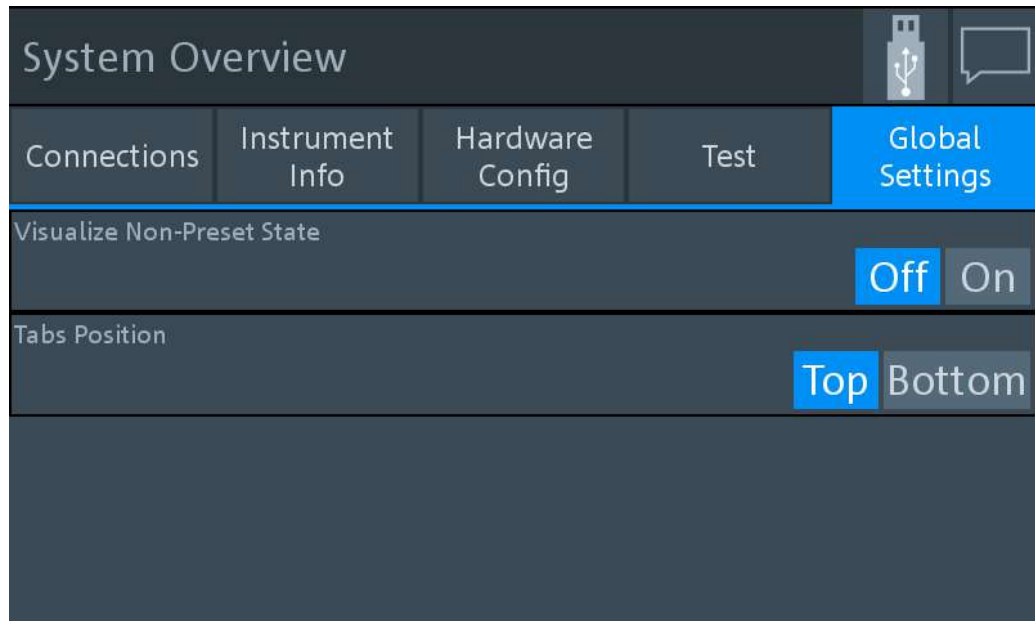 System Overview
Connections
Instrument
Info
Hardware
Config
Test
Global
Settings
Visualize Non-Preset State
Off On
Tabs Position
Top Bottom